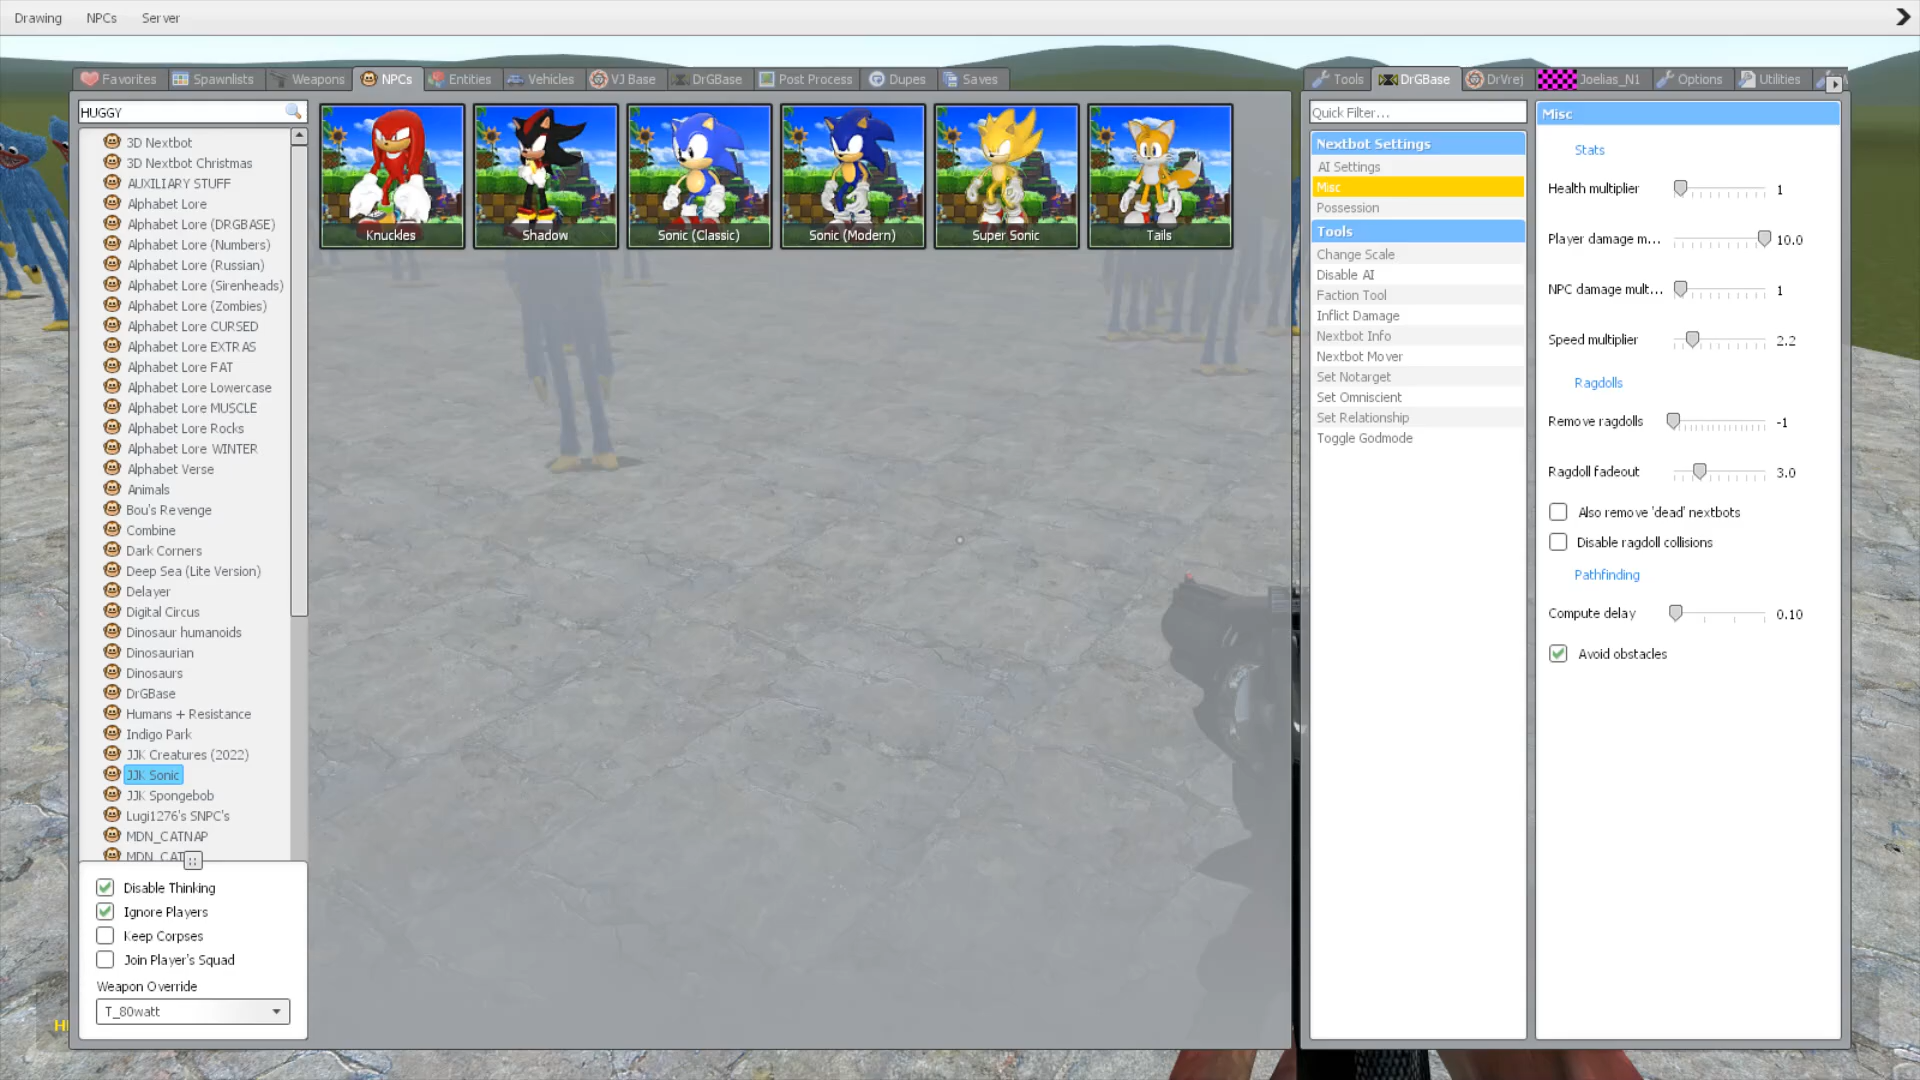 Drawing NPCs Server
Favorites Spawnlists Weapons NPCs Entities Vehicles VJ Base DrGBase Post Process Dupes Saves
HUGGY
3D Nextbot
3D Nextbot Christmas
AUXILIARY STUFF
Alphabet Lore
Alphabet Lore (DRGBASE)
Alphabet Lore (Numbers)
Alphabet Lore (Russian)
Alphabet Lore (Sirenheads)
Alphabet Lore (Zombies)
Alphabet Lore CURSED
Alphabet Lore EXTRAS
Alphabet Lore FAT
Alphabet Lore Lowercase
Alphabet Lore MUSCLE
Alphabet Lore Rocks
Alphabet Lore WINTER
Alphabet Verse
Animals
Bou's Revenge
Combine
Dark Corners
Deep Sea (Lite Version)
Delayer
Digital Circus
Dinosaur humanoids
Dinosaurian
Dinosaurs
DrGBase
Humans + Resistance
Indigo Park
JJK Creatures (2022)
JJK Sonic
JJK Spongebob
Lugi1276's SNPC's
MDN_CATNAP
MDN_CAT
Disable Thinking
Ignore Players
Keep Corpses
Join Player's Squad
Weapon Override
T_80watt
Knuckles
Shadow
Sonic (Classic)
Sonic (Modern)
Super Sonic
Tails
Tools DrGBase DrVrej Joelias_N1 Options Utilities
Quick Filter...
Nextbot Settings
AI Settings
Misc
Possession
Tools
Change Scale
Disable AI
Faction Tool
Inflict Damage
Nextbot Info
Nextbot Mover
Set Notarget
Set Omniscient
Set Relationship
Toggle Godmode
Misc
Stats
Health multiplier 1
Player damage m... 10.0
NPC damage mult... 1
Speed multiplier 2.2
Ragdolls
Remove ragdolls -1
Ragdoll fadeout 3.0
Also remove 'dead' nextbots
Disable ragdoll collisions
Pathfinding
Compute delay 0.10
Avoid obstacles